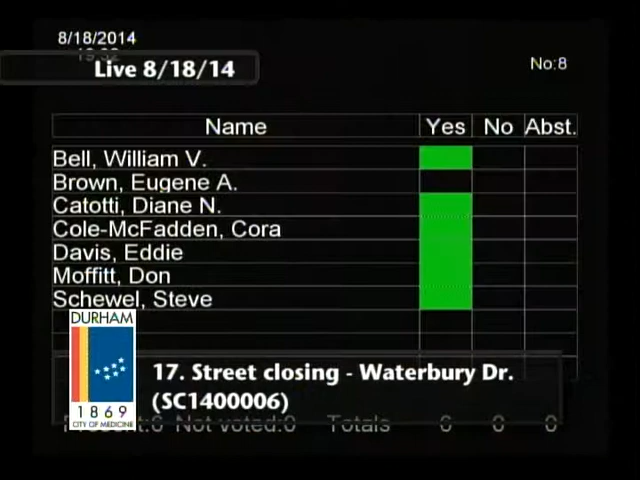 8/18/2014
Live 8/18/14
No:8
Name Yes No Abst.
Bell, William V.
Brown, Eugene A.
Catotti, Diane N.
Cole-McFadden, Cora
Davis, Eddie
Moffitt, Don
Schewel, Steve
DURHAM
1869
CITY OF MEDICINE
17. Street closing - Waterbury Dr.
(SC1400006)
Not voted:0 Totals 6 0 0